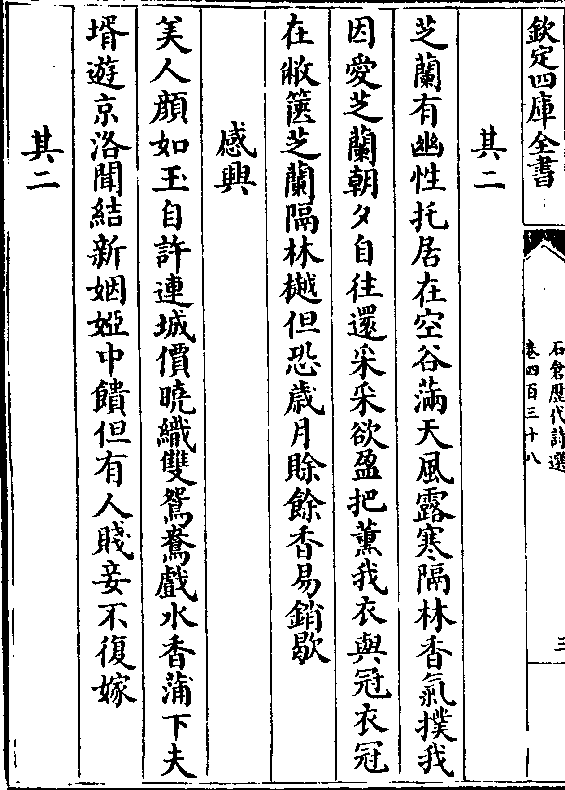 欽定四庫全書
石倉歷代詩選
卷四百三十八
三
其二
芝蘭有幽性托居在空谷滿天風露寒隔林香氣撲我
因愛芝蘭朝夕自往還采采欲盈把薰我衣與冠衣冠
在敝篋芝蘭隔林樾但恐歲月賒餘香易銷歇
感興
美人顔如玉自許連城價曉織雙鴛鴦戲水香蒲下夫
壻遊京洛聞結新姻婭中饋但有人賤妾不復嫁
其二